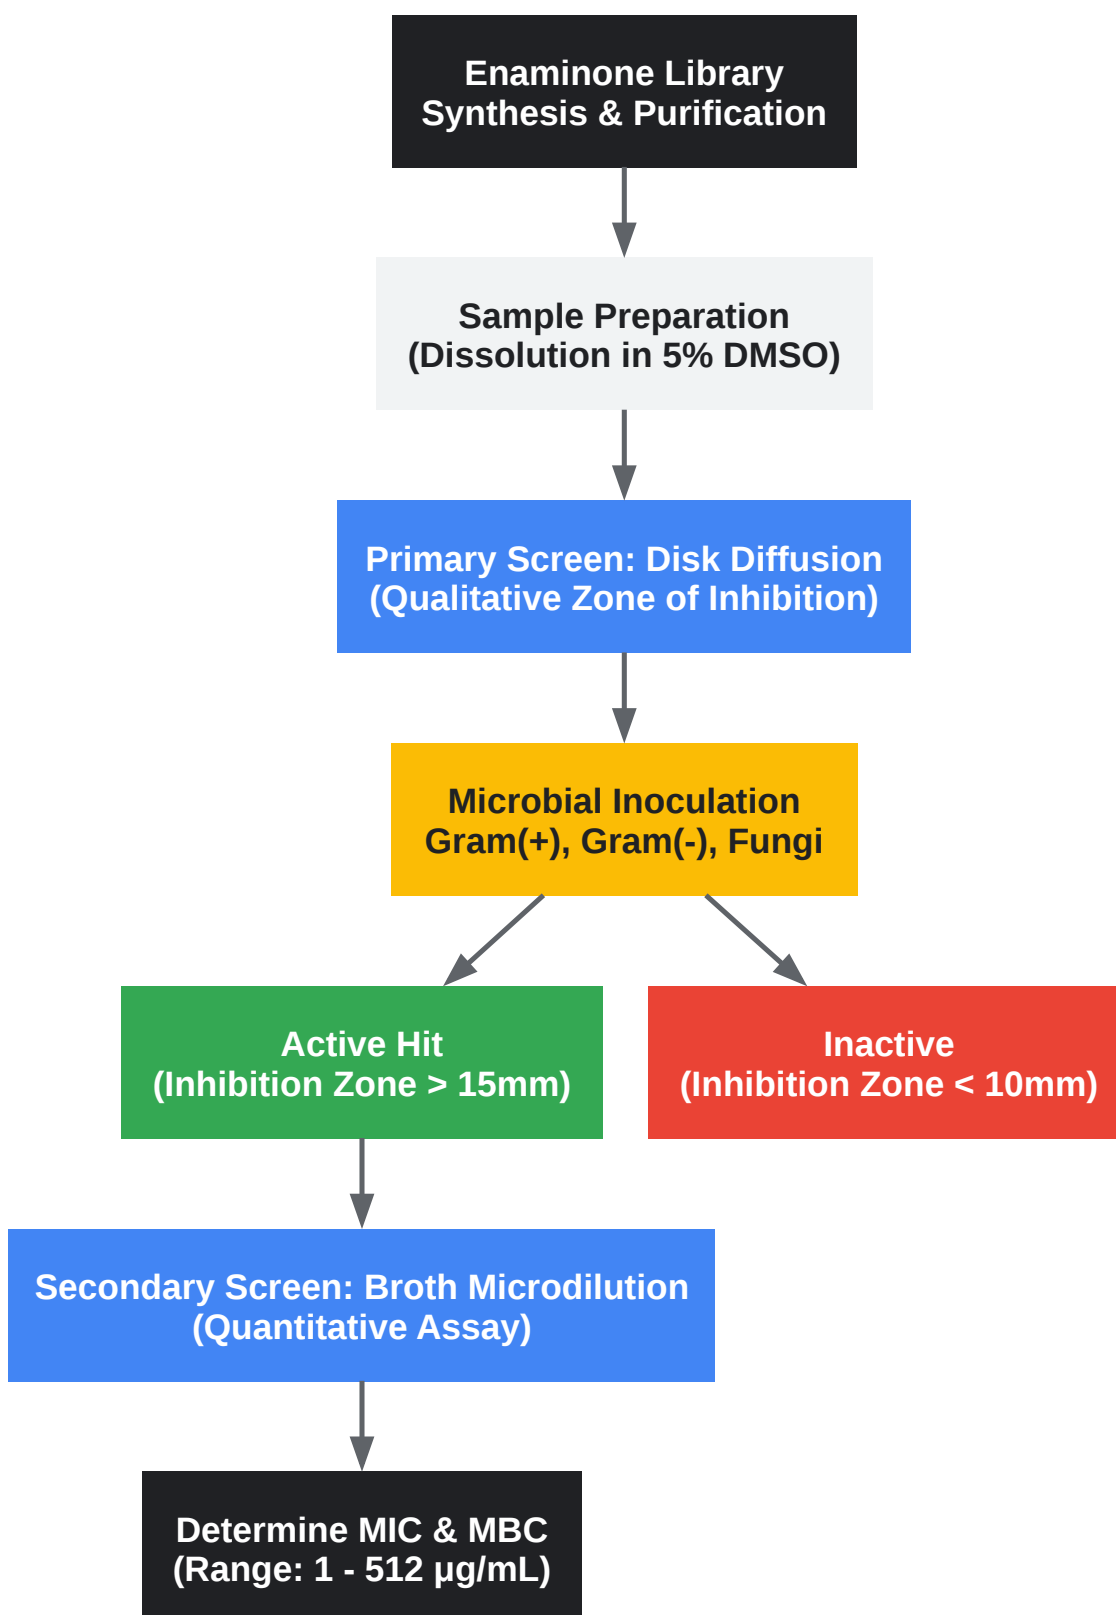 Enaminone Library
Synthesis & Purification
Sample Preparation
(Dissolution in 5% DMSO)
Primary Screen: Disk Diffusion
(Qualitative Zone of Inhibition)
Microbial Inoculation
Gram(+), Gram(-), Fungi
Active Hit
(Inhibition Zone > 15mm)
Inactive
(Inhibition Zone < 10mm)
Secondary Screen: Broth Microdilution
(Quantitative Assay)
Determine MIC & MBC
(Range: 1 - 512 μg/mL)